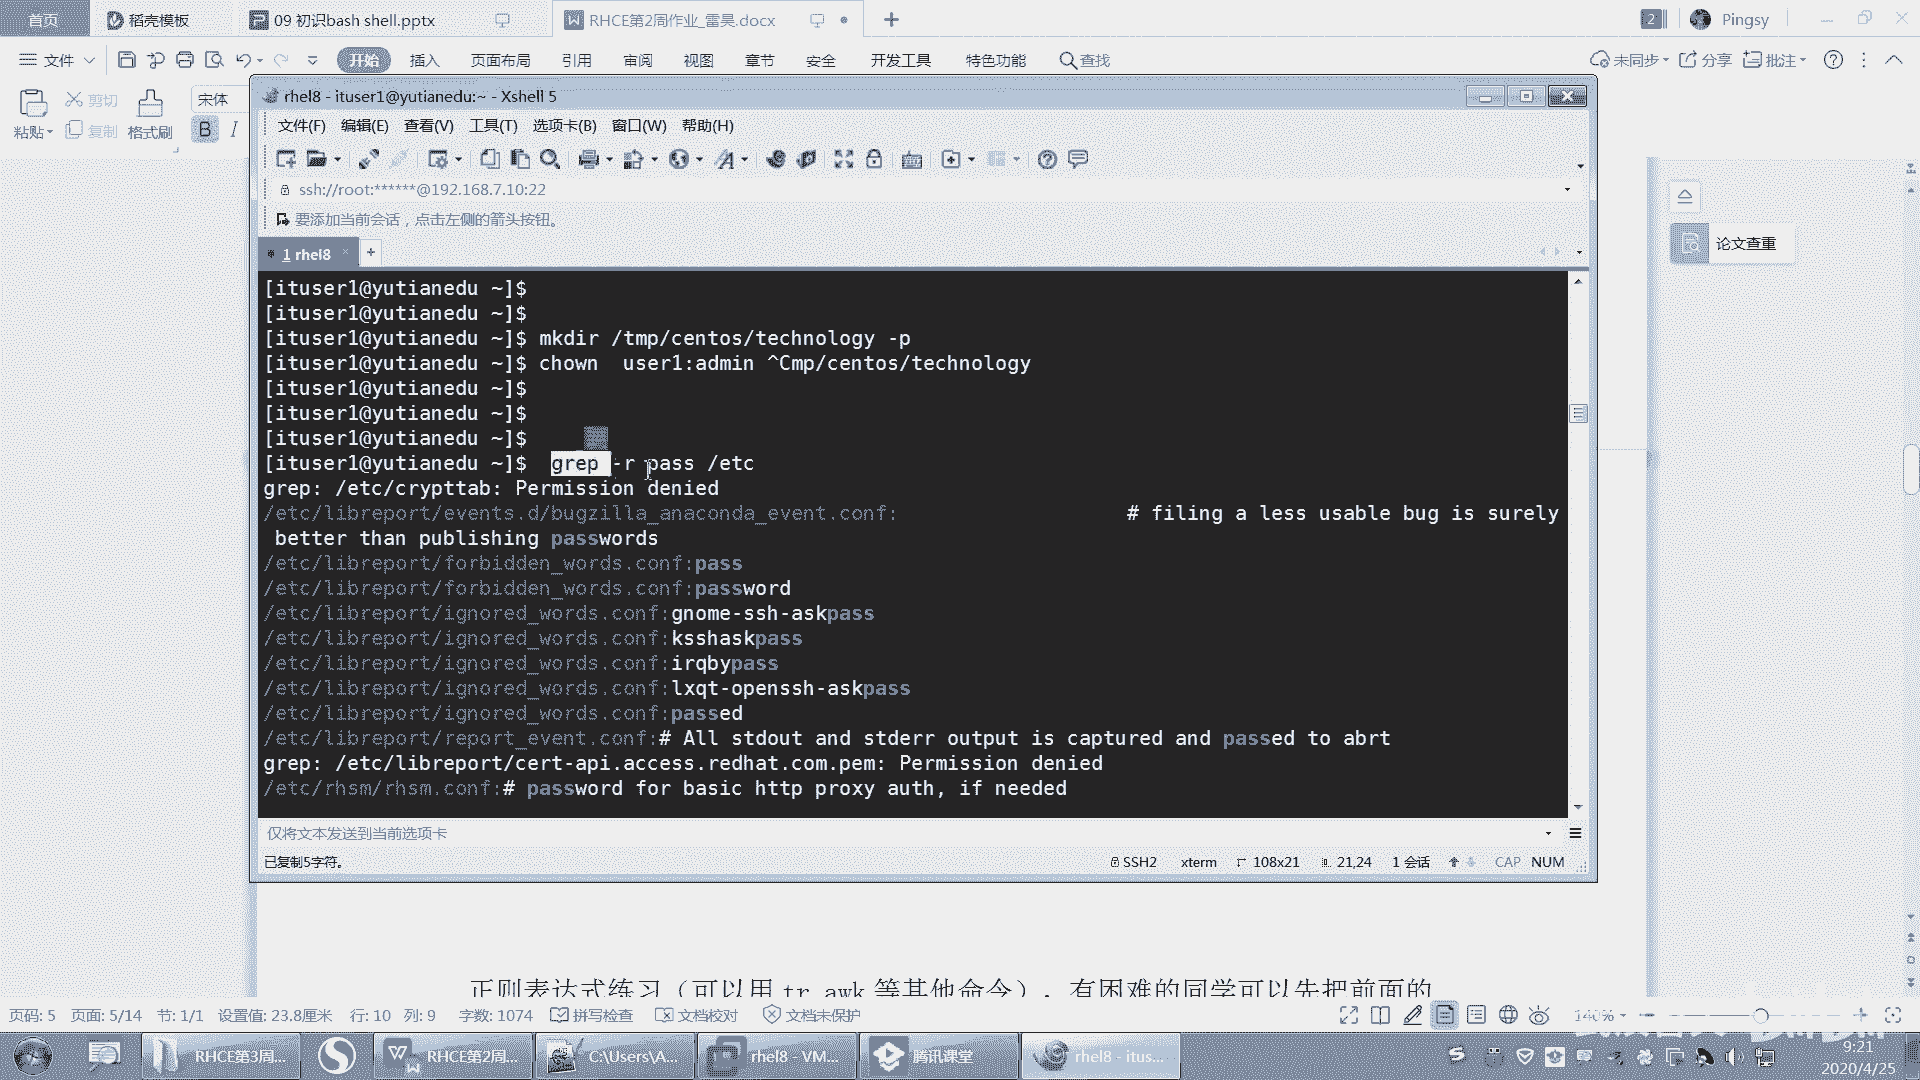 首页 稻壳模板 09 初识bash shell.pptx RHCE第2周作业_雷昊.docx 2 Pingsy
文件 开始 插入 页面布局 引用 审阅 视图 章节 安全 开发工具 特色功能 查找 未同步 分享 批注
粘贴 剪切 复制 格式刷 宋体 B I
rhel8 - ituser1@yutianedu:~ - Xshell 5
文件(F) 编辑(E) 查看(V) 工具(T) 选项卡(B) 窗口(W) 帮助(H)
ssh://root:******@192.168.7.10:22
要添加当前会话，点击左侧的箭头按钮。
1 rhel8
论文查重
[ituser1@yutianedu ~]$
[ituser1@yutianedu ~]$
[ituser1@yutianedu ~]$ mkdir /tmp/centos/technology -p
[ituser1@yutianedu ~]$ chown  user1:admin ^Cmp/centos/technology
[ituser1@yutianedu ~]$
[ituser1@yutianedu ~]$
[ituser1@yutianedu ~]$
[ituser1@yutianedu ~]$  grep -r pass /etc
grep: /etc/crypttab: Permission denied
/etc/libreport/events.d/bugzilla_anaconda_event.conf:                   # filing a less usable bug is surely
 better than publishing passwords
/etc/libreport/forbidden_words.conf:pass
/etc/libreport/forbidden_words.conf:password
/etc/libreport/ignored_words.conf:gnome-ssh-askpass
/etc/libreport/ignored_words.conf:ksshaskpass
/etc/libreport/ignored_words.conf:irqbypass
/etc/libreport/ignored_words.conf:lxqt-openssh-askpass
/etc/libreport/ignored_words.conf:passed
/etc/libreport/report_event.conf:# All stdout and stderr output is captured and passed to abrt
grep: /etc/libreport/cert-api.access.redhat.com.pem: Permission denied
/etc/rhsm/rhsm.conf:# password for basic http proxy auth, if needed
仅将文本发送到当前选项卡
已复制5字符。 SSH2 xterm 108x21 21,24 1 会话 CAP NUM
正则表达式练习（可以用 tr awk 等其他命令），有困难的同学可以先把前面的
页码: 5 页面: 5/14 节: 1/1 设置值: 23.8厘米 行: 10 列: 9 字数: 1074 拼写检查 文档校对 文档未保护 140%
RHCE第3周... RHCE第2周... C:\Users\A... rhel8 - VM... 腾讯课堂 rhel8 - itus...
9:21
2020/4/25